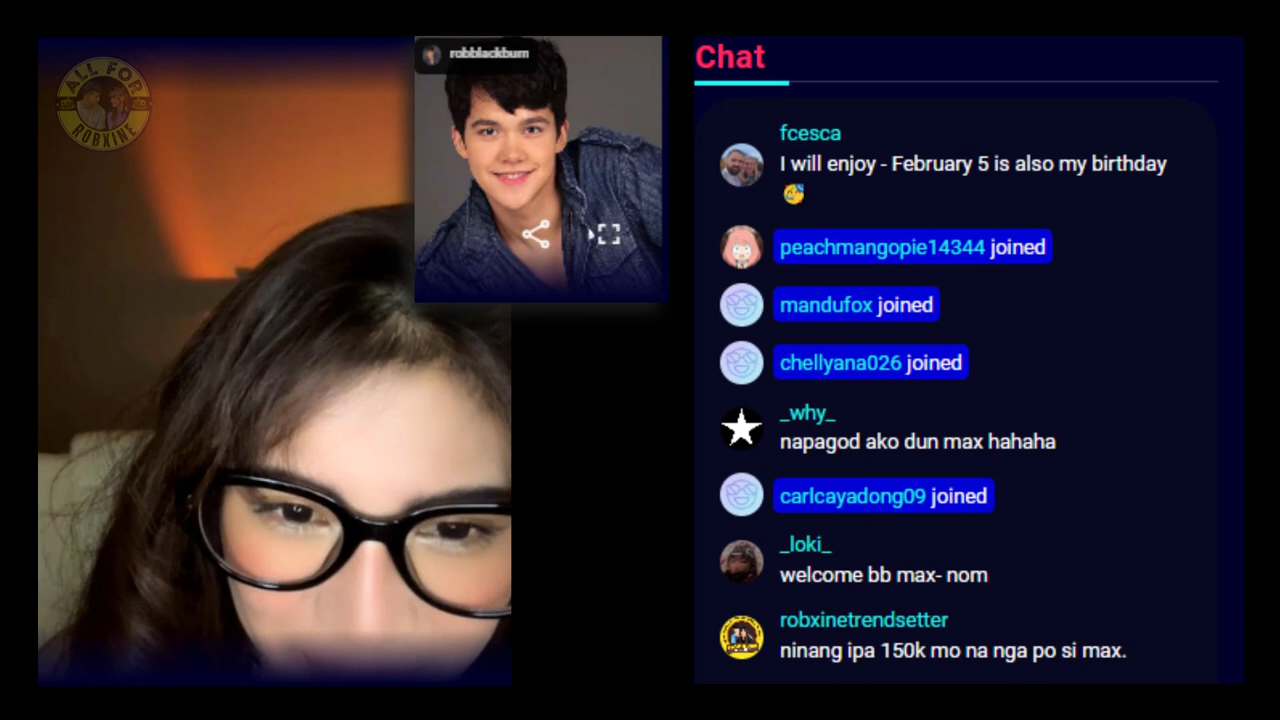 ALL FOR
ROBXINE
robblackburn
Chat
fcesca
I will enjoy - February 5 is also my birthday
🥳
peachmangopie14344 joined
mandufox joined
chellyana026 joined
_why_
napagod ako dun max hahaha
carlcayadong09 joined
_loki_
welcome bb max- nom
robxinetrendsetter
ninang ipa 150k mo na nga po si max.